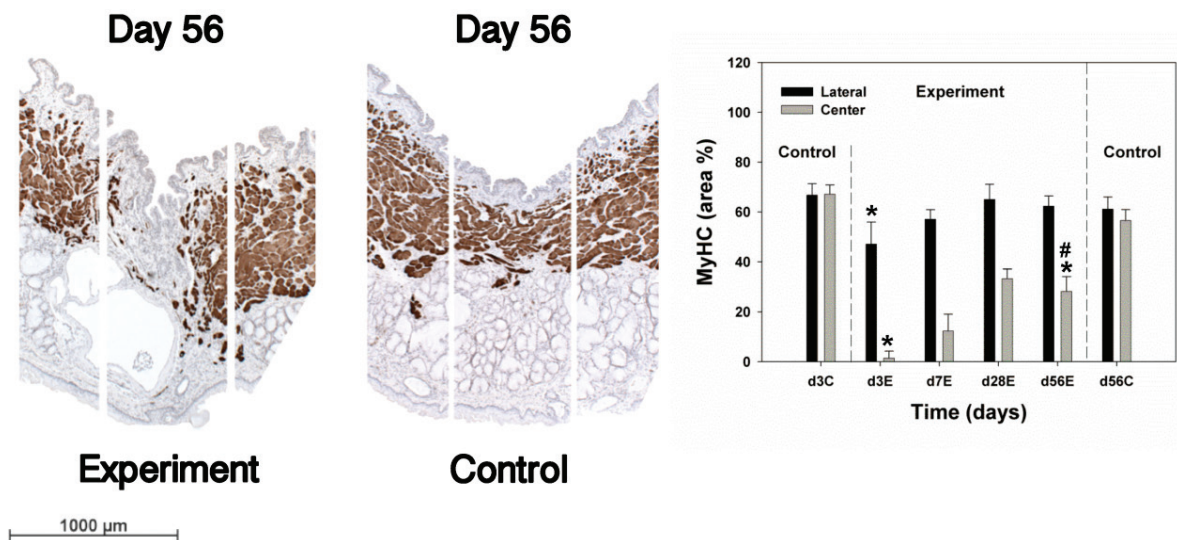 Day 56
Day 56
Experiment
Control
1000 µm
MyHC (area %)
120
100
80
60
40
20
0
Lateral
Center
Experiment
Control
Control
*
*
#
*
d3C d3E d7E d28E d56E d56C
Time (days)